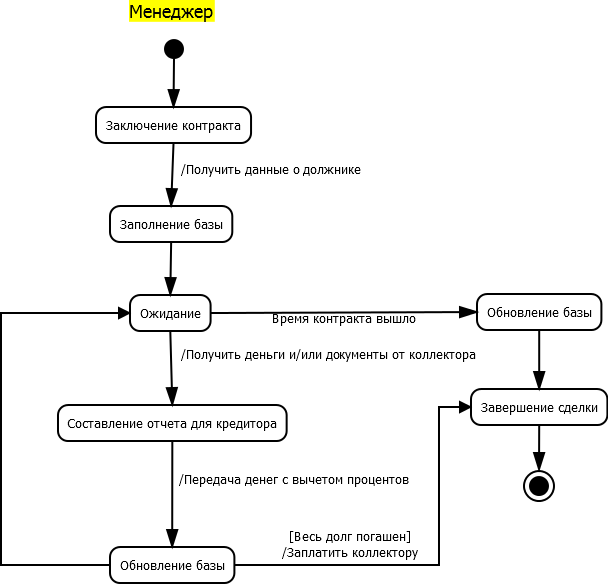 Менеджер
Заключение контракта
/Получить данные о должнике
Заполнение базы
Ожидание
Время контракта вышло
Обновление базы
/Получить деньги и/или документы от коллектора
Составление отчета для кредитора
Завершение сделки
/Передача денег с вычетом процентов
[Весь долг погашен]
/Заплатить коллектору
Обновление базы